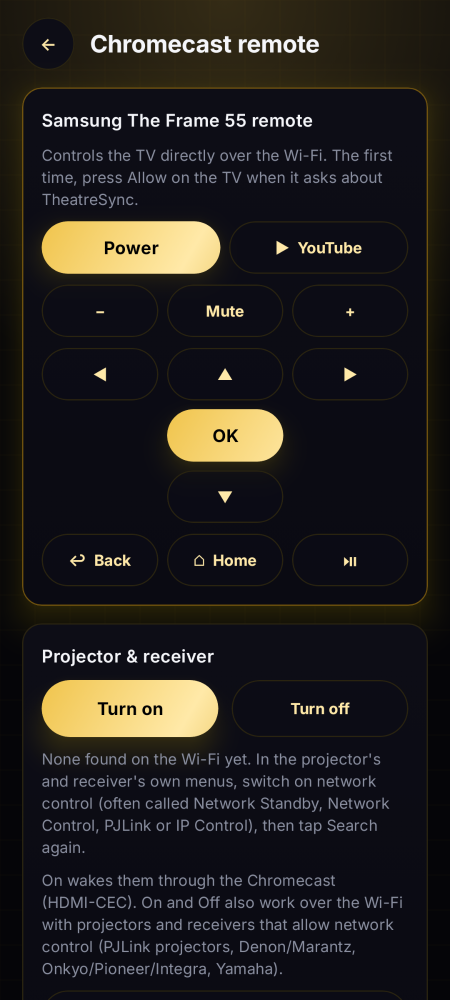 Chromecast remote
Samsung The Frame 55 remote
Controls the TV directly over the Wi-Fi. The first
time, press Allow on the TV when it asks about
TheatreSync.
Power
YouTube
–
Mute
+
OK
Back
Home
Projector & receiver
Turn on
Turn off
None found on the Wi-Fi yet. In the projector's
and receiver's own menus, switch on network
control (often called Network Standby, Network
Control, PJLink or IP Control), then tap Search
again.
On wakes them through the Chromecast
(HDMI-CEC). On and Off also work over the Wi-Fi
with projectors and receivers that allow network
control (PJLink projectors, Denon/Marantz,
Onkyo/Pioneer/Integra, Yamaha).